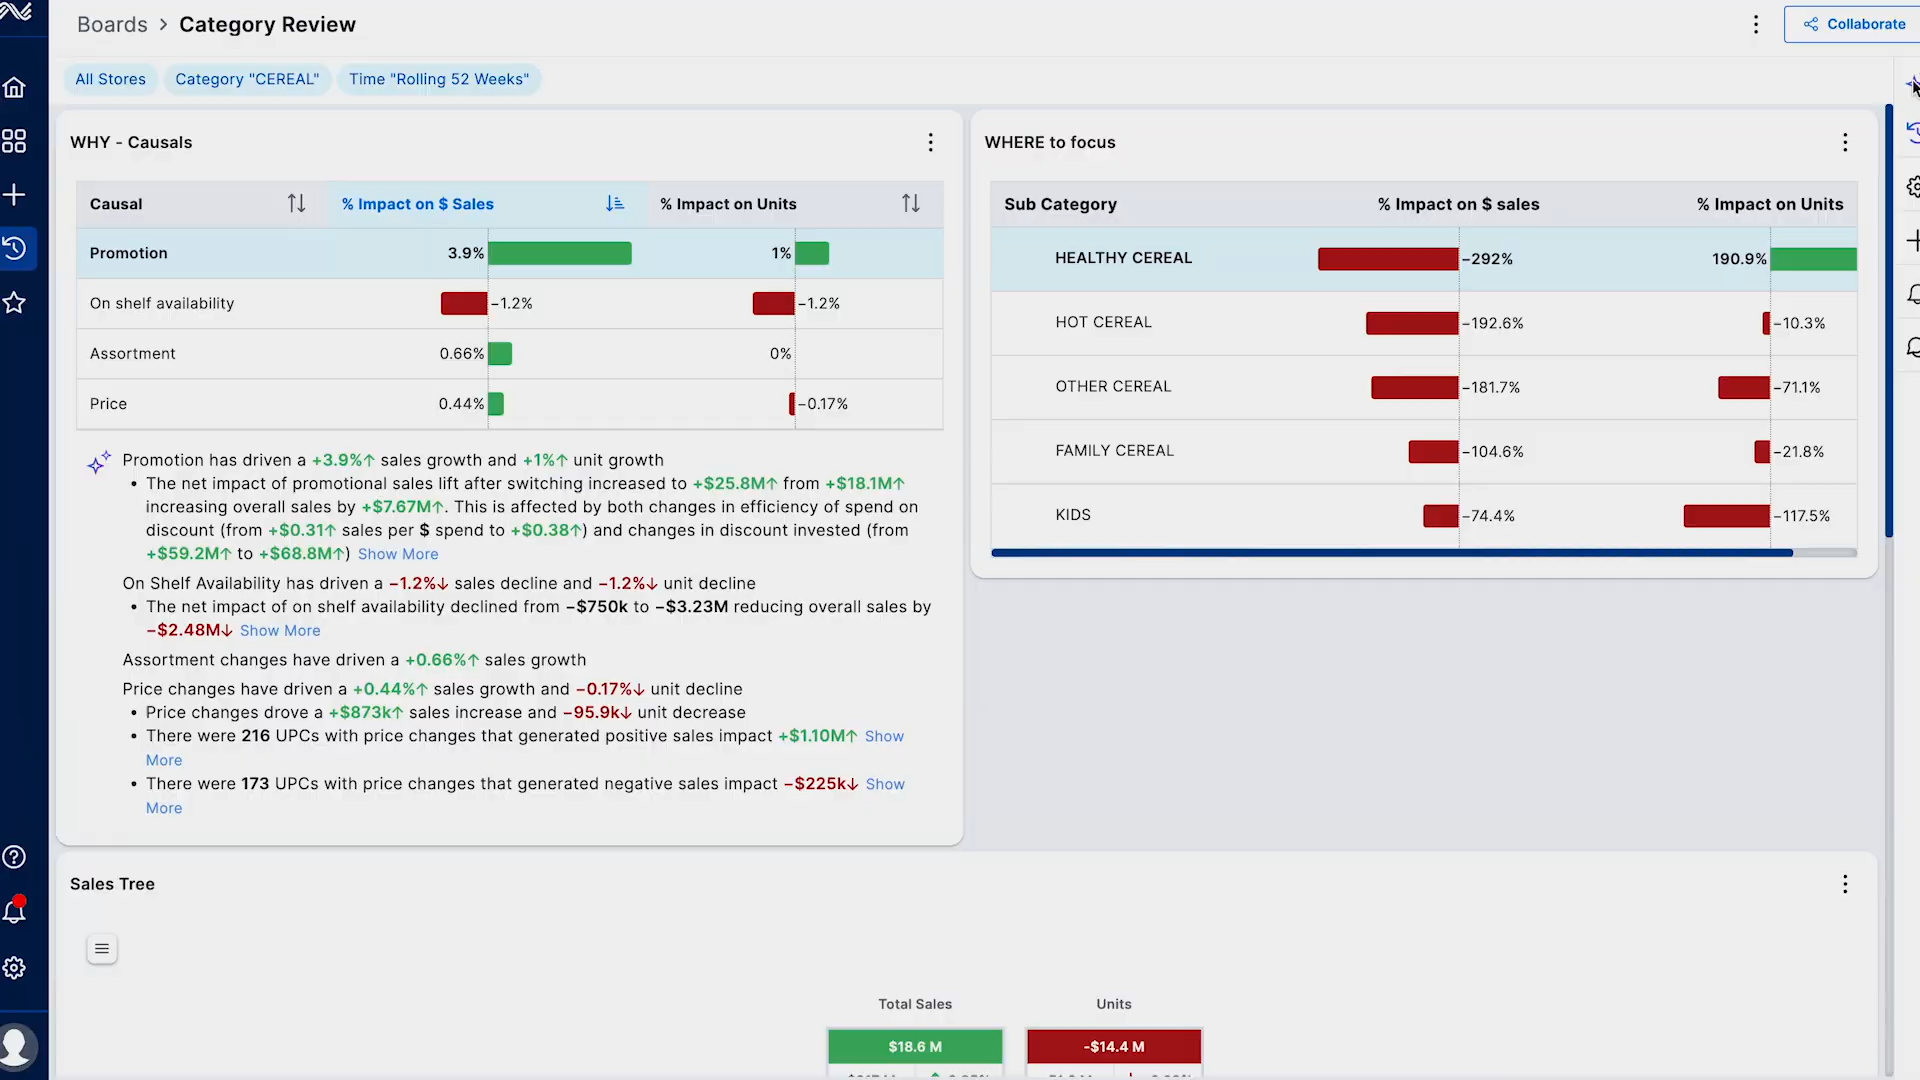 Boards > Category Review
Collaborate
All Stores
Category "CEREAL"
Time "Rolling 52 Weeks"
WHY - Causals
Causal % Impact on $ Sales % Impact on Units
Promotion 3.9% 1%
On shelf availability −1.2% −1.2%
Assortment 0.66% 0%
Price 0.44% −0.17%
Promotion has driven a +3.9%↑ sales growth and +1%↑ unit growth
• The net impact of promotional sales lift after switching increased to +$25.8M↑ from +$18.1M↑
increasing overall sales by +$7.67M↑. This is affected by both changes in efficiency of spend on
discount (from +$0.31↑ sales per $ spend to +$0.38↑) and changes in discount invested (from
+$59.2M↑ to +$68.8M↑) Show More
On Shelf Availability has driven a −1.2%↓ sales decline and −1.2%↓ unit decline
• The net impact of on shelf availability declined from −$750k to −$3.23M reducing overall sales by
−$2.48M↓ Show More
Assortment changes have driven a +0.66%↑ sales growth
Price changes have driven a +0.44%↑ sales growth and −0.17%↓ unit decline
• Price changes drove a +$873k↑ sales increase and −95.9k↓ unit decrease
• There were 216 UPCs with price changes that generated positive sales impact +$1.10M↑ Show
More
• There were 173 UPCs with price changes that generated negative sales impact −$225k↓ Show
More
WHERE to focus
Sub Category % Impact on $ sales % Impact on Units
HEALTHY CEREAL −292% 190.9%
HOT CEREAL −192.6% −10.3%
OTHER CEREAL −181.7% −71.1%
FAMILY CEREAL −104.6% −21.8%
KIDS −74.4% −117.5%
Sales Tree
Total Sales Units
$18.6 M -$14.4 M